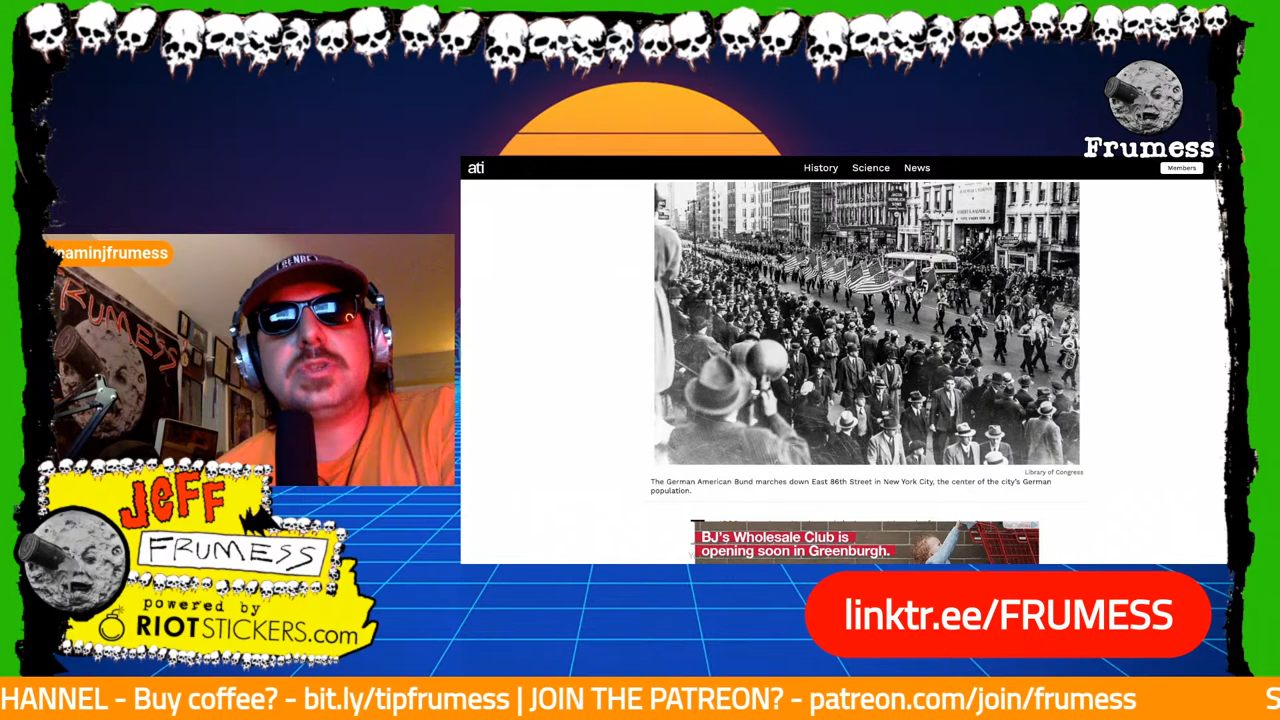 Frumess
ati
History Science News
Members
naminjfrumess
(GENRE)
FRUMESS
Library of Congress
The German American Bund marches down East 86th Street in New York City, the center of the city's German
population.
BJ's Wholesale Club is
opening soon in Greenburgh.
JEFF
FRUMESS
powered by
RIOTSTICKERS.com
linktr.ee/FRUMESS
HANNEL - Buy coffee? - bit.ly/tipfrumess | JOIN THE PATREON? - patreon.com/join/frumess